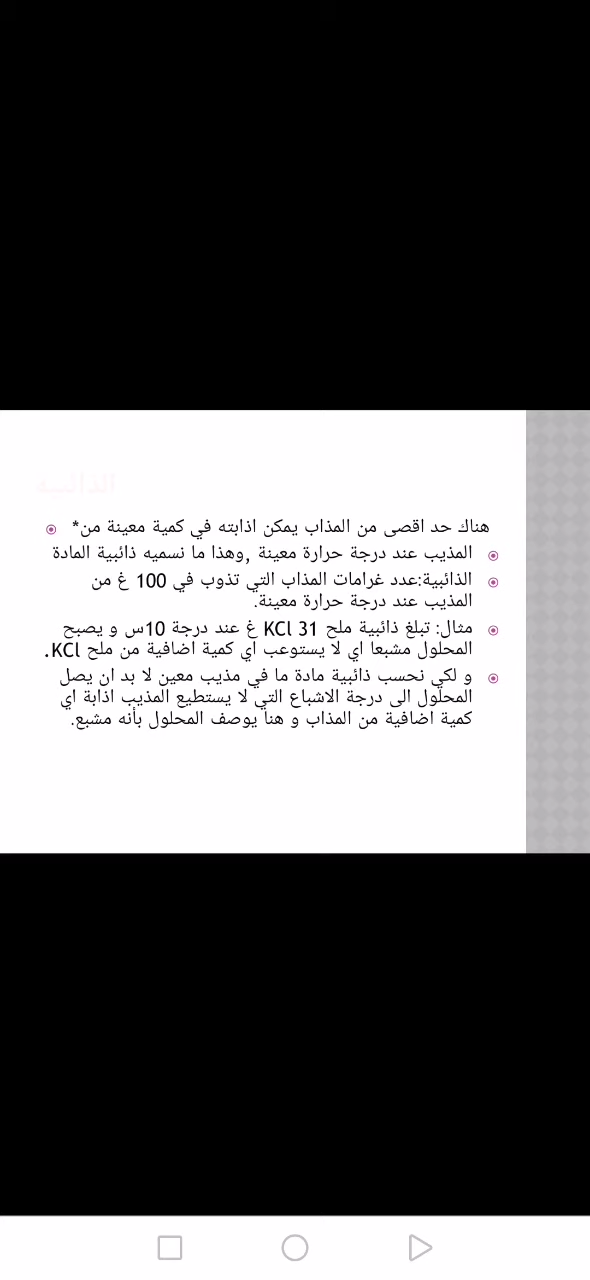 الذائبية
هناك حد اقصى من المذاب يمكن اذابته في كمية معينة من*
المذيب عند درجة حرارة معينة ,وهذا ما نسميه ذائبية المادة
الذائبية:عدد غرامات المذاب التي تذوب في 100 غ من
المذيب عند درجة حرارة معينة.
مثال: تبلغ ذائبية ملح KCl 31 غ عند درجة 10س و يصبح
المحلول مشبعا اي لا يستوعب اي كمية اضافية من ملح KCl.
و لكي نحسب ذائبية مادة ما في مذيب معين لا بد ان يصل
المحلول الى درجة الاشباع التي لا يستطيع المذيب اذابة اي
كمية اضافية من المذاب و هنا يوصف المحلول بأنه مشبع.